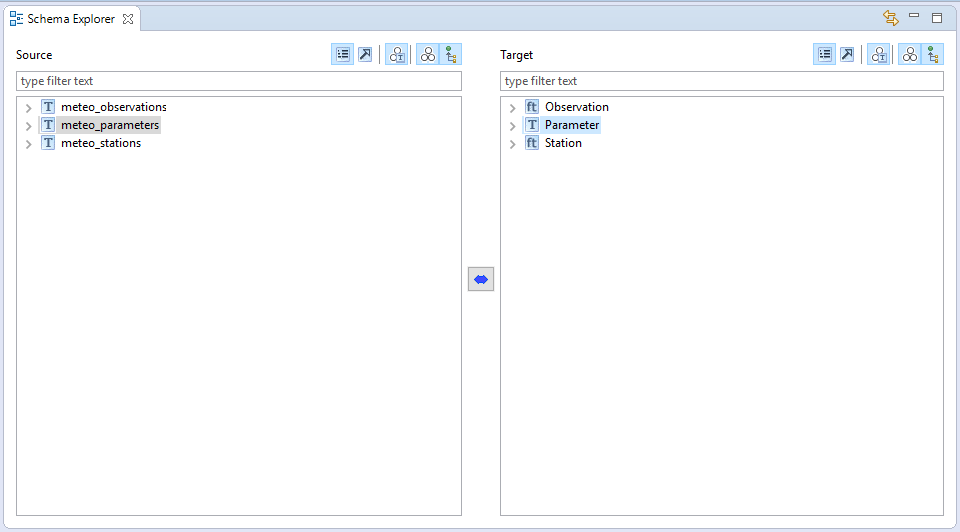 Schema Explorer
Source
Target
type filter text
type filter text
T meteo_observations
T meteo_parameters
T meteo_stations
ft Observation
T Parameter
ft Station